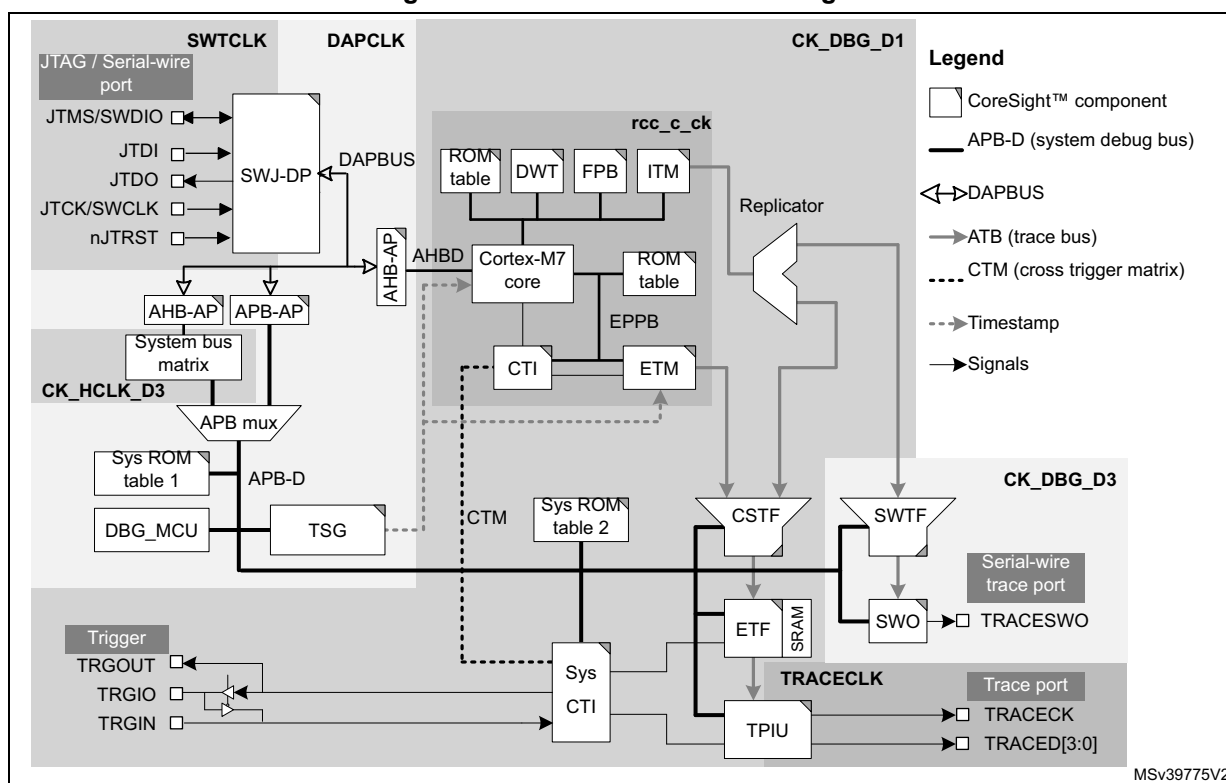 SWTCLK
DAPCLK
CK_DBG_D1
JTAG / Serial-wire
port
JTMS/SWDIO
JTDI
JTDO
JTCK/SWCLK
nJTRST
SWJ-DP
DAPBUS
AHB-AP
AHBD
rcc_c_ck
ROM
table
DWT
FPB
ITM
Cortex-M7
core
ROM
table
EPPB
CTI
ETM
Replicator
Legend
CoreSight™ component
APB-D (system debug bus)
DAPBUS
ATB (trace bus)
CTM (cross trigger matrix)
Timestamp
Signals
AHB-AP
APB-AP
System bus
matrix
CK_HCLK_D3
APB mux
Sys ROM
table 1
APB-D
DBG_MCU
TSG
CTM
Sys ROM
table 2
CSTF
SWTF
CK_DBG_D3
Serial-wire
trace port
ETF
SRAM
SWO
TRACESWO
Trigger
TRGOUT
TRGIO
TRGIN
Sys
CTI
TRACECLK
Trace port
TPIU
TRACECK
TRACED[3:0]
MSv39775V2